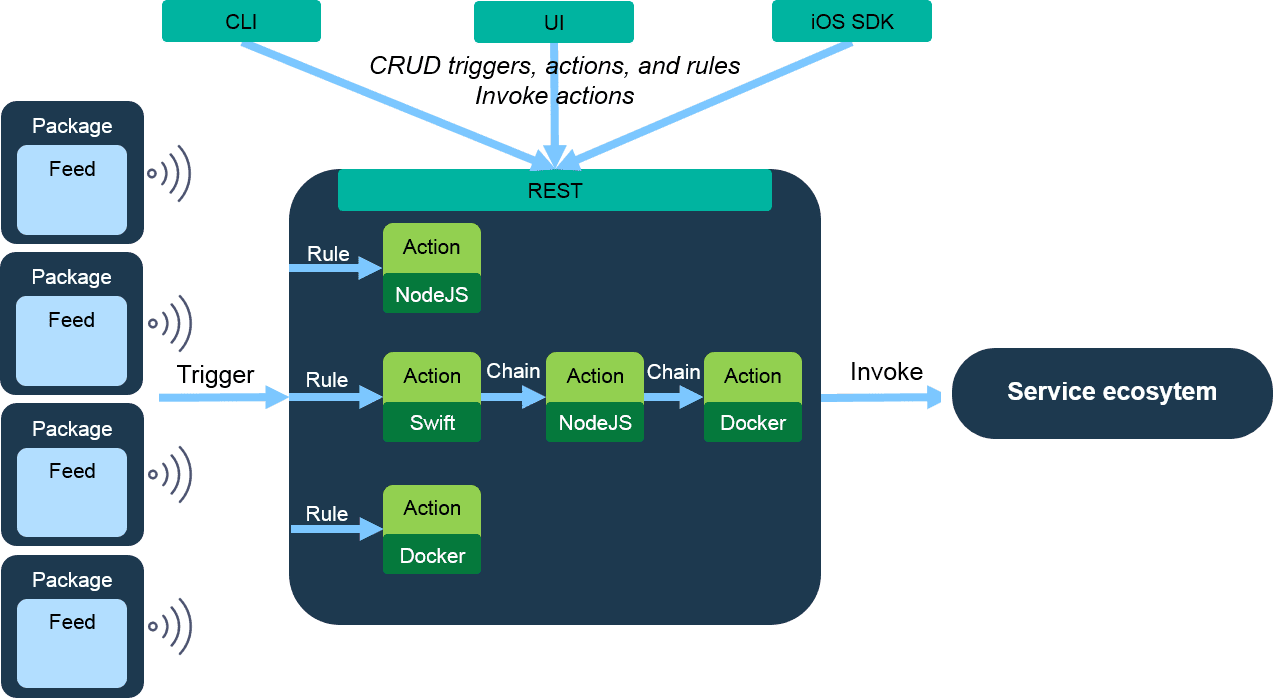 CLI
UI
iOS SDK
CRUD triggers, actions, and rules
Invoke actions
Package
Feed
Package
Feed
Package
Feed
Package
Feed
Trigger
REST
Rule
Action
NodeJS
Rule
Action
Swift
Chain
Action
NodeJS
Chain
Action
Docker
Rule
Action
Docker
Invoke
Service ecosytem